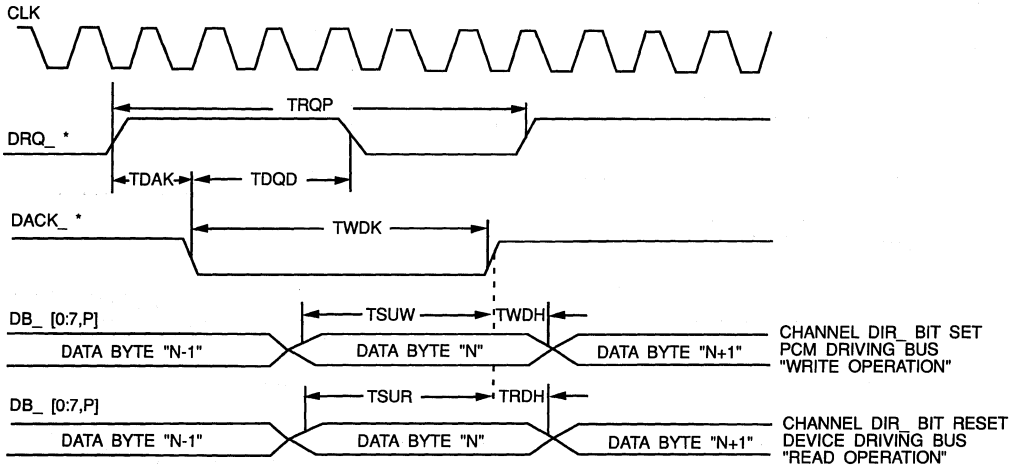 CLK
TRQP
DRQ_ *
TDAK
TDQD
DACK_ *
TWDK
TSUW
TWDH
DB_ [0:7,P]
DATA BYTE "N-1"
DATA BYTE "N"
DATA BYTE "N+1"
CHANNEL DIR_ BIT SET
PCM DRIVING BUS
"WRITE OPERATION"
TSUR
TRDH
DB_ [0:7,P]
DATA BYTE "N-1"
DATA BYTE "N"
DATA BYTE "N+1"
CHANNEL DIR_ BIT RESET
DEVICE DRIVING BUS
"READ OPERATION"